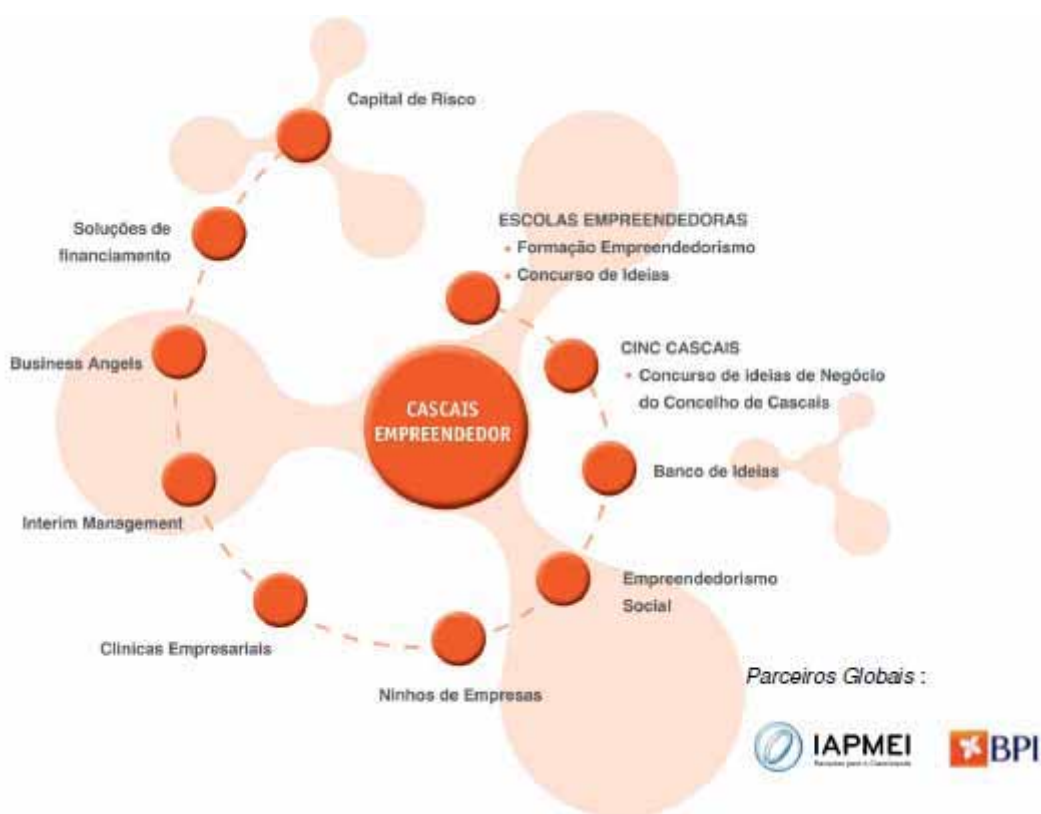 Capital de Risco
Soluções de
financiamento
ESCOLAS EMPREENDEDORAS
• Formação Empreendedorismo
• Concurso de Ideias
Business Angels
CINC CASCAIS
• Concurso de ideias de Negócio
do Concelho de Cascais
CASCAIS
EMPREENDEDOR
Banco de Ideias
Interim Management
Empreendedorismo
Social
Clinicas Empresariais
Ninhos de Empresas
Parceiros Globais :
IAPMEI
BPI